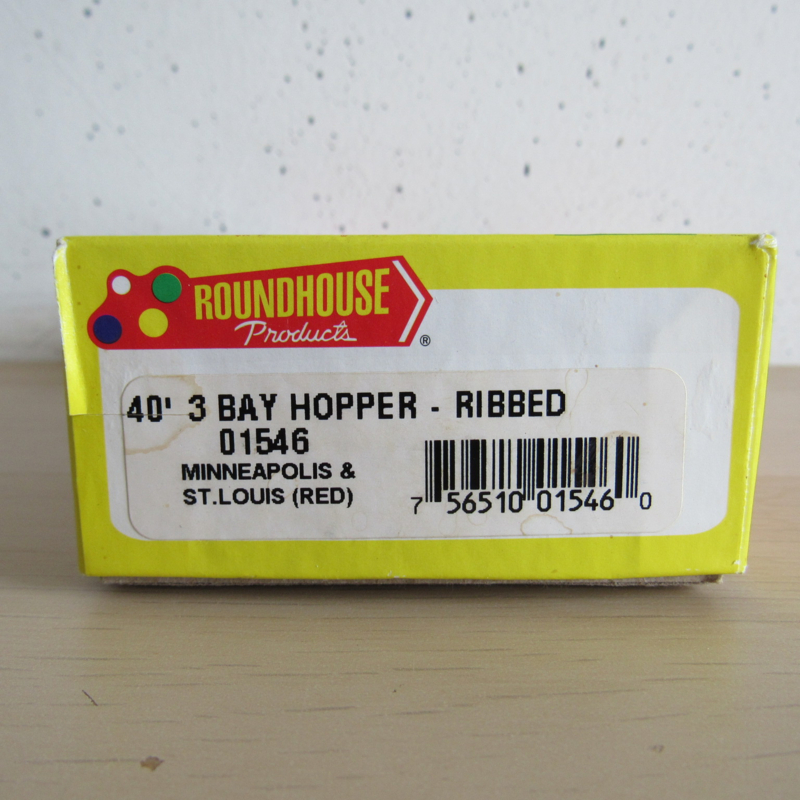 ROUNDHOUSE
Products ®
40' 3 BAY HOPPER - RIBBED
01546
MINNEAPOLIS &
ST.LOUIS (RED)
7 56510 01546 0